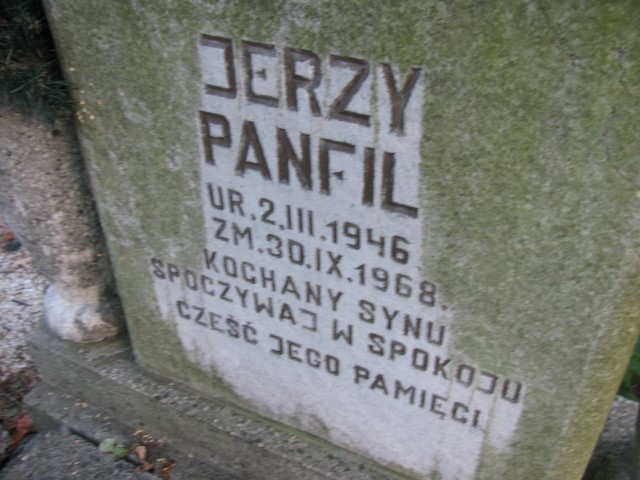 JERZY
PANFIL
UR. 2.III.1946
ZM.30.IX.1968.
KOCHANY SYNU
SPOCZYWAJ W SPOKOJU
CZEŚĆ JEGO PAMIĘCI